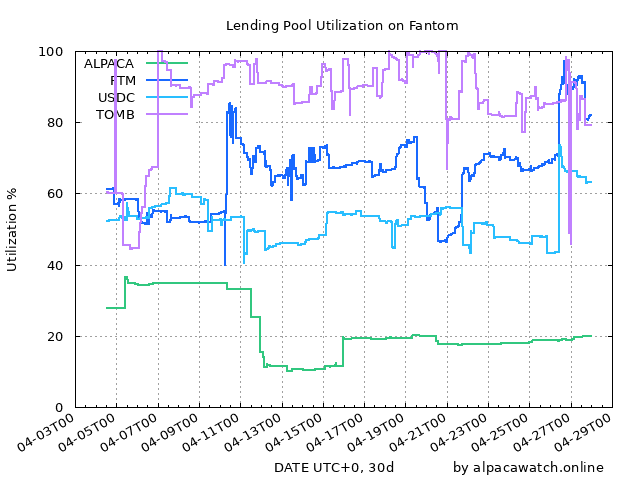 Lending Pool Utilization on Fantom
100
80
60
40
20
0
Utilization %
ALPACA
FTM
USDC
TOMB
04-03T00
04-05T00
04-07T00
04-09T00
04-11T00
04-13T00
04-15T00
04-17T00
04-19T00
04-21T00
04-23T00
04-25T00
04-27T00
04-29T00
DATE UTC+0, 30d
by alpacawatch.online